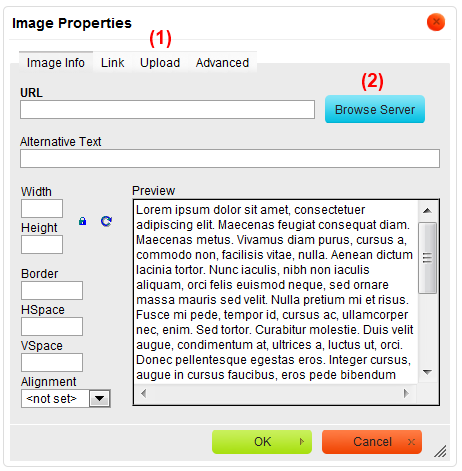 Image Properties
(1)
Image Info Link Upload Advanced
URL
(2)
Browse Server
Alternative Text
Width
Height
Border
HSpace
VSpace
Alignment
<not set>
Preview
Lorem ipsum dolor sit amet, consectetuer
adipiscing elit. Maecenas feugiat consequat diam.
Maecenas metus. Vivamus diam purus, cursus a,
commodo non, facilisis vitae, nulla. Aenean dictum
lacinia tortor. Nunc iaculis, nibh non iaculis
aliquam, orci felis euismod neque, sed ornare
massa mauris sed velit. Nulla pretium mi et risus.
Fusce mi pede, tempor id, cursus ac, ullamcorper
nec, enim. Sed tortor. Curabitur molestie. Duis velit
augue, condimentum at, ultrices a, luctus ut, orci.
Donec pellentesque egestas eros. Integer cursus,
augue in cursus faucibus, eros pede bibendum
OK
Cancel